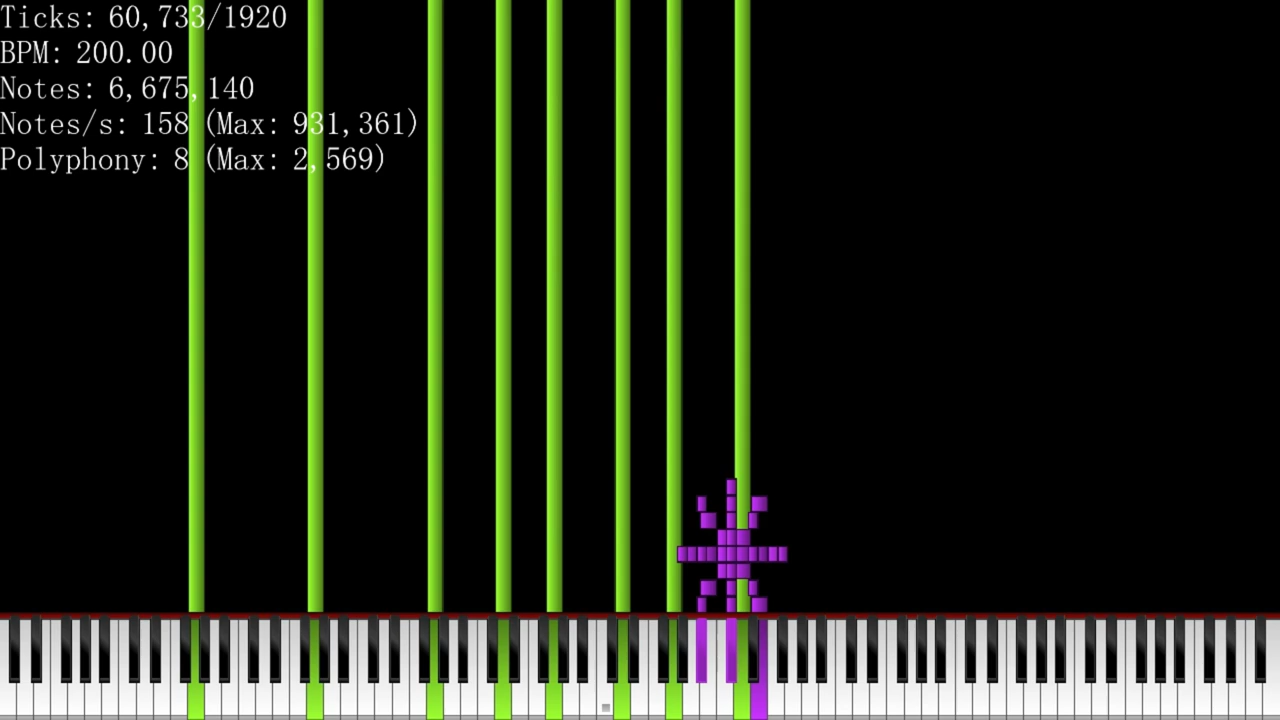 Ticks: 60,733/1920
BPM: 200.00
Notes: 6,675,140
Notes/s: 158 (Max: 931,361)
Polyphony: 8 (Max: 2,569)